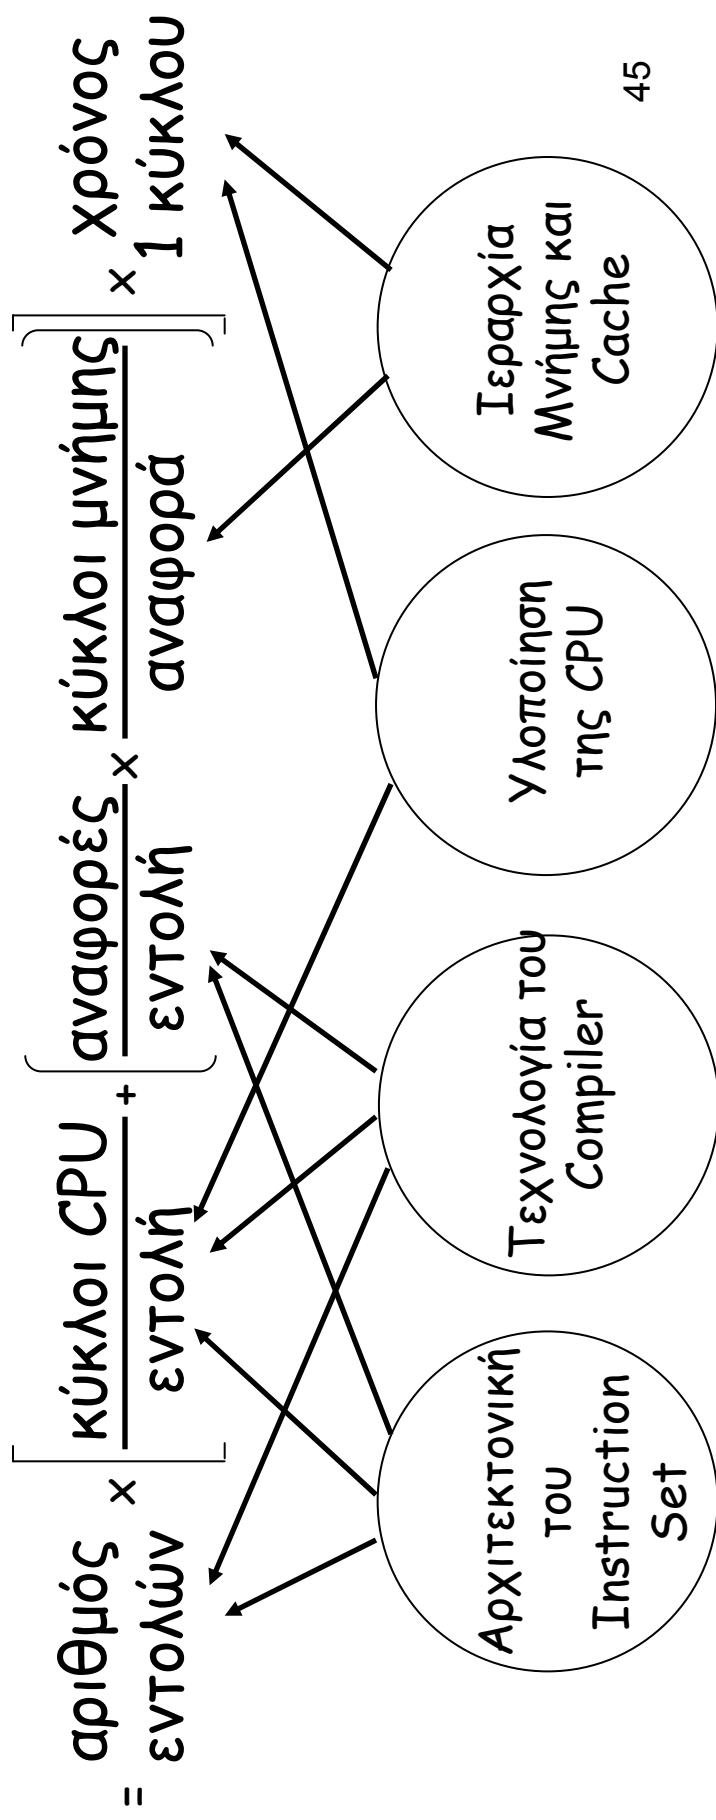 = αριθμός εντολών x [ κύκλοι CPU / εντολή + ( αναφορές / εντολή x κύκλοι μνήμης / αναφορά ) ] x χρόνος 1 κύκλου
Αρχιτεκτονική
του
Instruction
Set
Τεχνολογία του
Compiler
Υλοποίηση
της CPU
Ιεραρχία
Μνήμης και
Cache
45